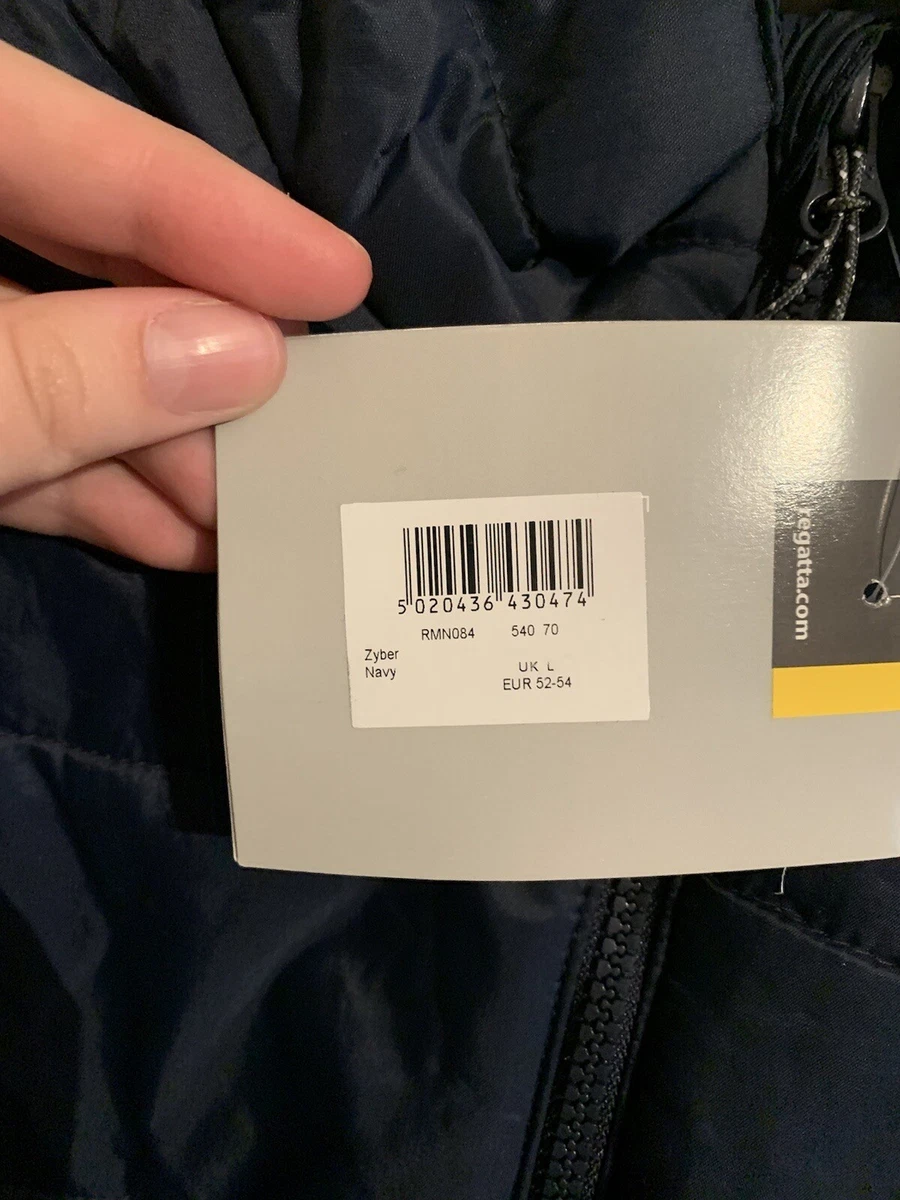 5 020436 430474
RMN084 540 70
Zyber
Navy
UK L
EUR 52-54
regatta.com